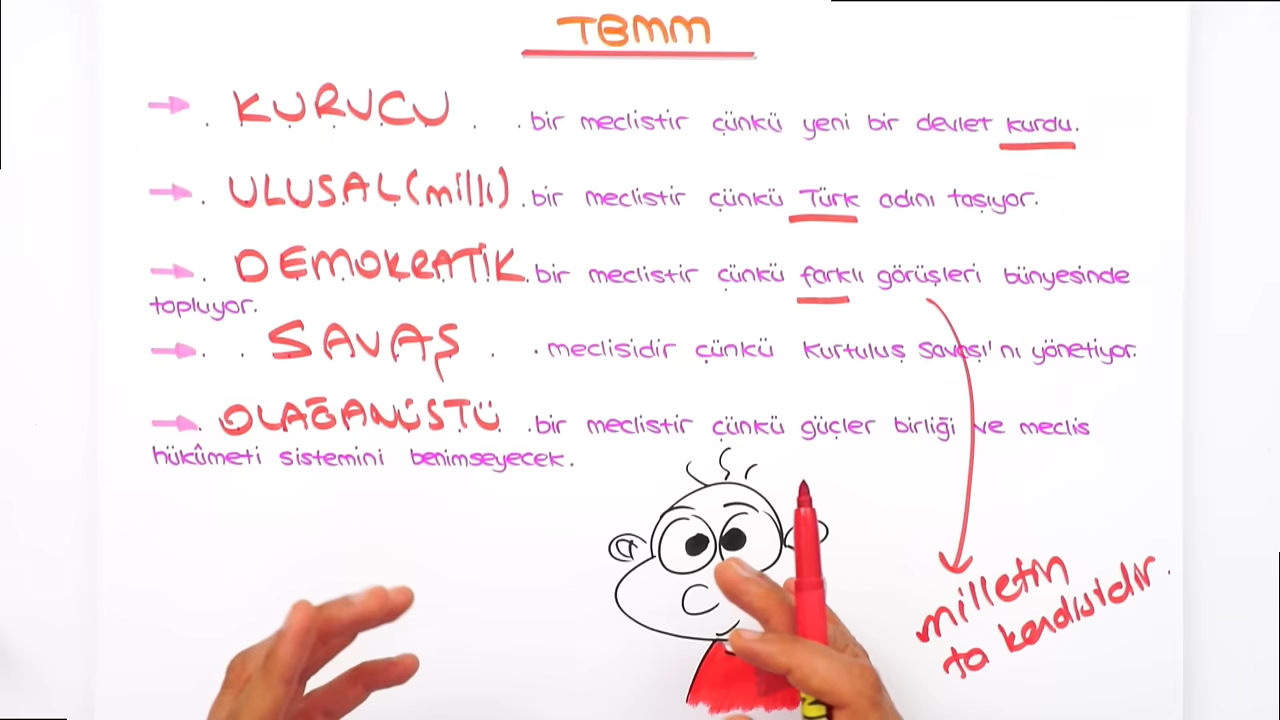 TBMM
KURUCU bir meclistir çünkü yeni bir devlet kurdu.
ULUSAL(milli) bir meclistir çünkü Türk adını taşıyor.
DEMOKRATİK bir meclistir çünkü farklı görüşleri bünyesinde
topluyor.
SAVAŞ meclisidir çünkü Kurtuluş Savaşı'nı yönetiyor.
OLAĞANÜSTÜ bir meclistir çünkü güçler birliği ve meclis
hükûmeti sistemini benimseyecek.
milletin
ta kendisidir.